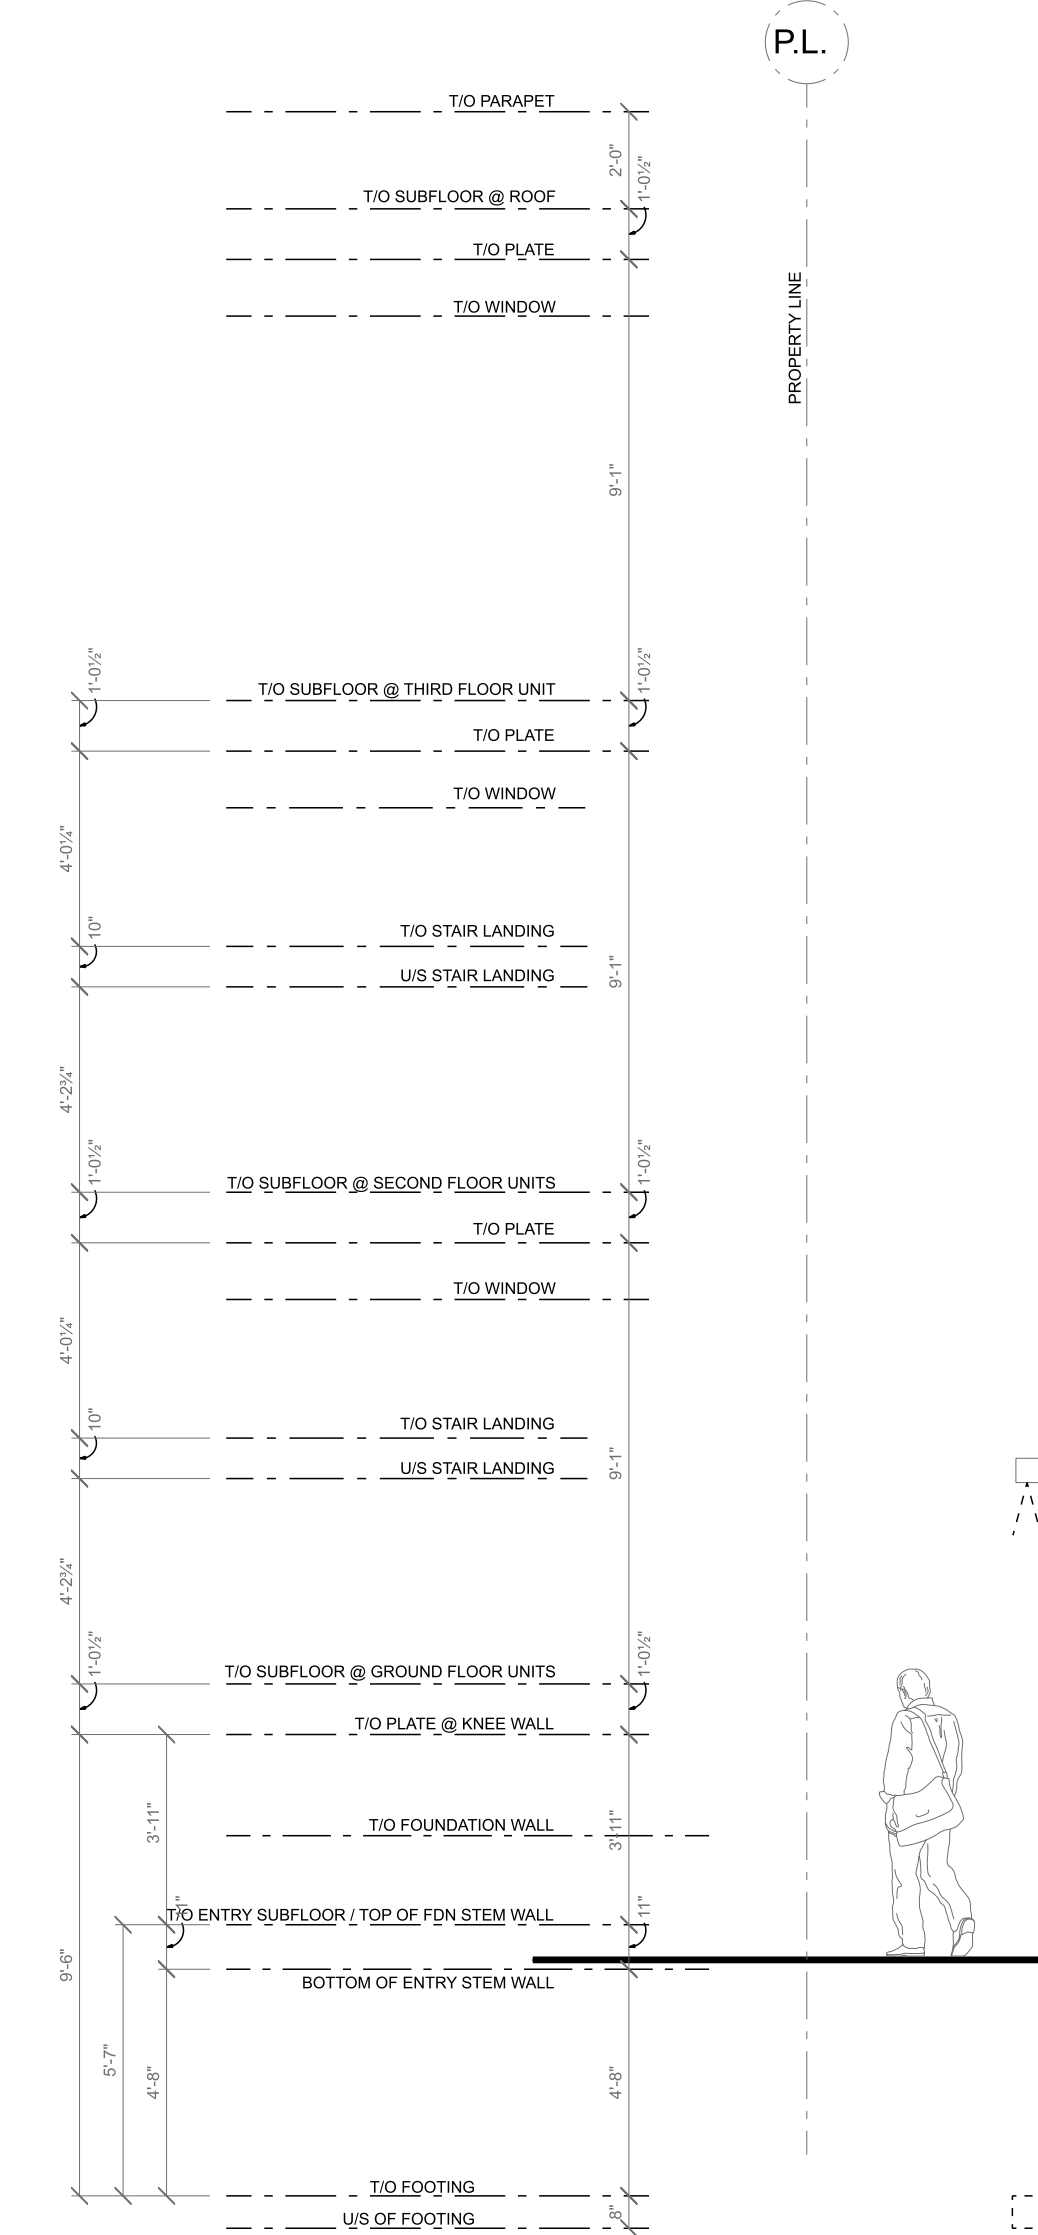 P.L.
T/O PARAPET
2'-0"
1'-0½"
T/O SUBFLOOR @ ROOF
T/O PLATE
T/O WINDOW
PROPERTY LINE
9'-1"
1'-0½"
1'-0½"
T/O SUBFLOOR @ THIRD FLOOR UNIT
T/O PLATE
T/O WINDOW
4'-0¼"
10"
T/O STAIR LANDING
9'-1"
U/S STAIR LANDING
4'-2¾"
1'-0½"
1'-0½"
T/O SUBFLOOR @ SECOND FLOOR UNITS
T/O PLATE
T/O WINDOW
4'-0¼"
10"
T/O STAIR LANDING
9'-1"
U/S STAIR LANDING
4'-2¾"
1'-0½"
1'-0½"
T/O SUBFLOOR @ GROUND FLOOR UNITS
T/O PLATE @ KNEE WALL
3'-11"
T/O FOUNDATION WALL
3'-11"
11"
11"
T/O ENTRY SUBFLOOR / TOP OF FDN STEM WALL
9'-6"
BOTTOM OF ENTRY STEM WALL
5'-7"
4'-8"
4'-8"
T/O FOOTING
8"
U/S OF FOOTING